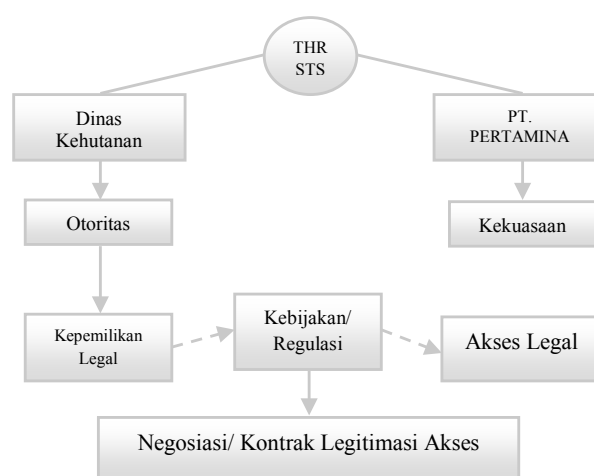 THR
STS
Dinas
Kehutanan
PT.
PERTAMINA
Otoritas
Kekuasaan
Kepemilikan
Legal
Kebijakan/
Regulasi
Akses Legal
Negosiasi/ Kontrak Legitimasi Akses